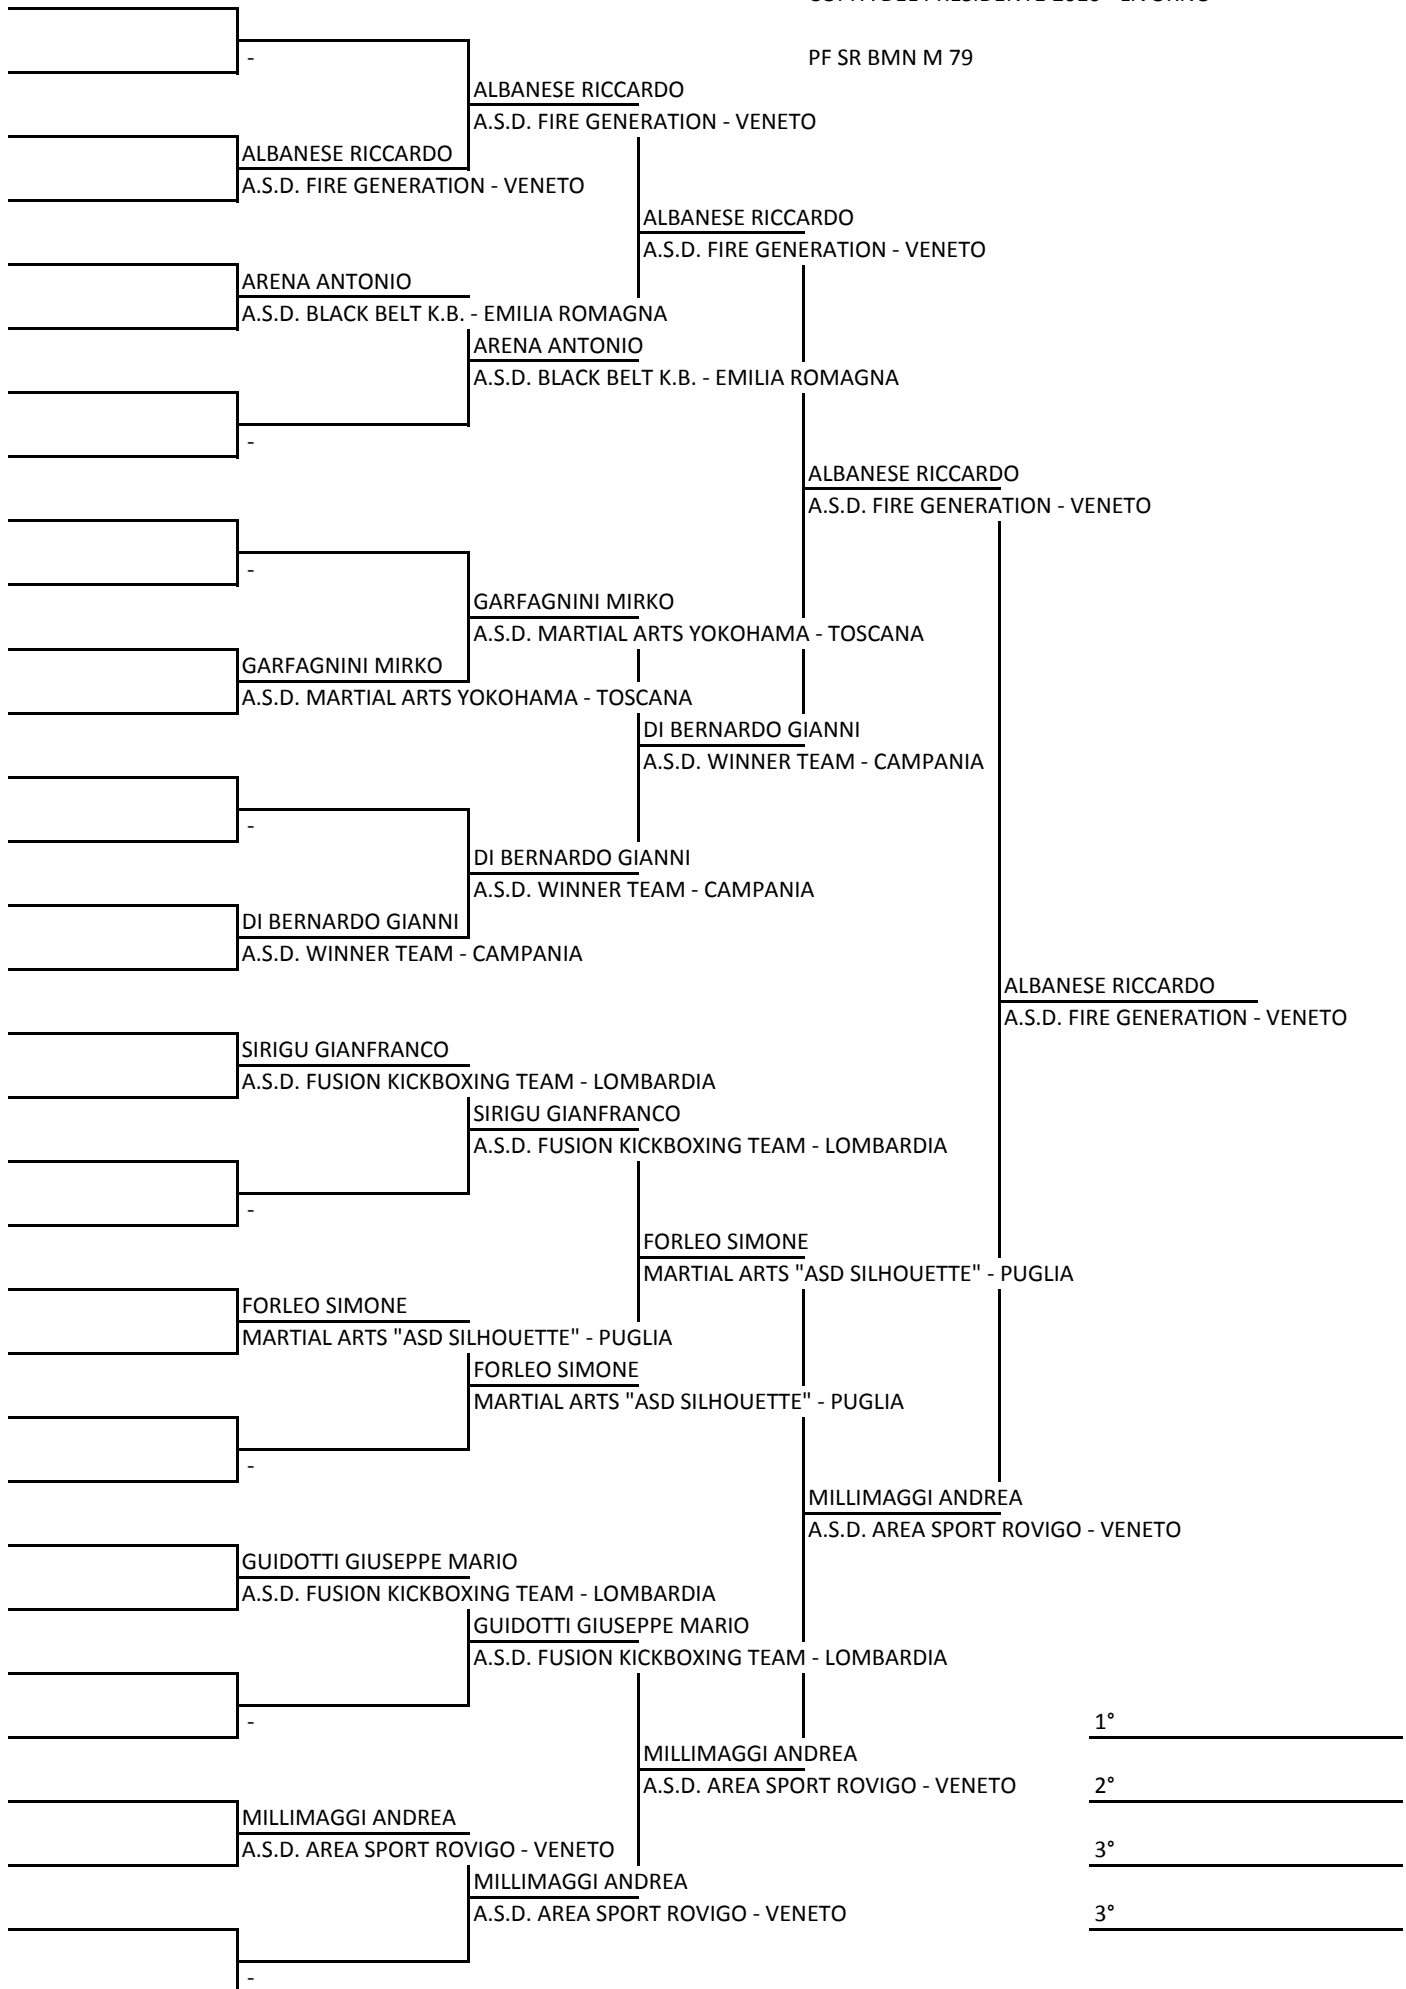 -
PF SR BMN M 79
ALBANESE RICCARDO
A.S.D. FIRE GENERATION - VENETO
ALBANESE RICCARDO
A.S.D. FIRE GENERATION - VENETO
ALBANESE RICCARDO
A.S.D. FIRE GENERATION - VENETO
ARENA ANTONIO
A.S.D. BLACK BELT K.B. - EMILIA ROMAGNA
ARENA ANTONIO
A.S.D. BLACK BELT K.B. - EMILIA ROMAGNA
-
ALBANESE RICCARDO
A.S.D. FIRE GENERATION - VENETO
-
GARFAGNINI MIRKO
A.S.D. MARTIAL ARTS YOKOHAMA - TOSCANA
GARFAGNINI MIRKO
A.S.D. MARTIAL ARTS YOKOHAMA - TOSCANA
DI BERNARDO GIANNI
A.S.D. WINNER TEAM - CAMPANIA
-
DI BERNARDO GIANNI
A.S.D. WINNER TEAM - CAMPANIA
DI BERNARDO GIANNI
A.S.D. WINNER TEAM - CAMPANIA
ALBANESE RICCARDO
A.S.D. FIRE GENERATION - VENETO
SIRIGU GIANFRANCO
A.S.D. FUSION KICKBOXING TEAM - LOMBARDIA
SIRIGU GIANFRANCO
A.S.D. FUSION KICKBOXING TEAM - LOMBARDIA
-
FORLEO SIMONE
MARTIAL ARTS "ASD SILHOUETTE" - PUGLIA
FORLEO SIMONE
MARTIAL ARTS "ASD SILHOUETTE" - PUGLIA
FORLEO SIMONE
MARTIAL ARTS "ASD SILHOUETTE" - PUGLIA
-
MILLIMAGGI ANDREA
A.S.D. AREA SPORT ROVIGO - VENETO
GUIDOTTI GIUSEPPE MARIO
A.S.D. FUSION KICKBOXING TEAM - LOMBARDIA
GUIDOTTI GIUSEPPE MARIO
A.S.D. FUSION KICKBOXING TEAM - LOMBARDIA
-
1°
MILLIMAGGI ANDREA
A.S.D. AREA SPORT ROVIGO - VENETO
2°
MILLIMAGGI ANDREA
A.S.D. AREA SPORT ROVIGO - VENETO
3°
MILLIMAGGI ANDREA
A.S.D. AREA SPORT ROVIGO - VENETO
3°
-